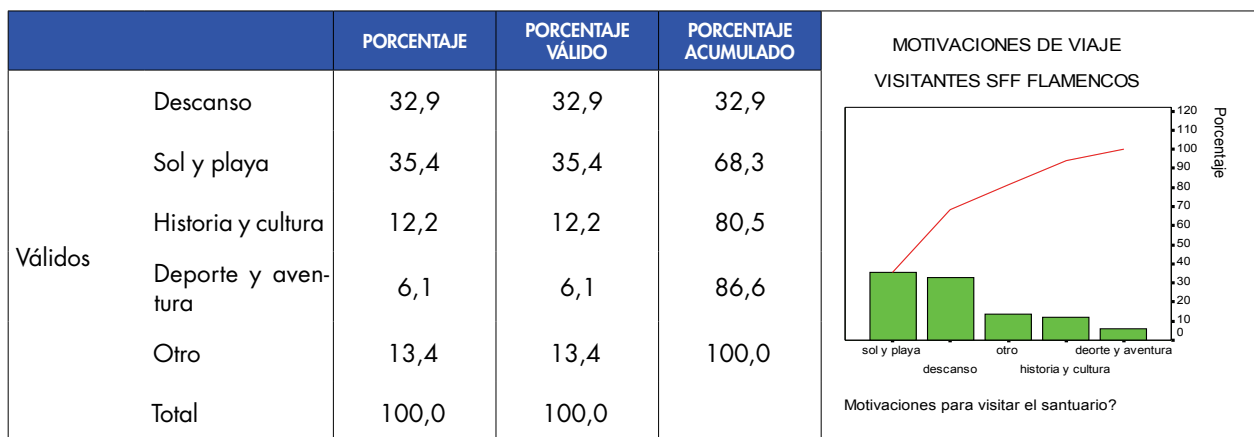 PORCENTAJE PORCENTAJE VÁLIDO PORCENTAJE ACUMULADO
Válidos
Descanso 32,9 32,9 32,9
Sol y playa 35,4 35,4 68,3
Historia y cultura 12,2 12,2 80,5
Deporte y aven-
tura 6,1 6,1 86,6
Otro 13,4 13,4 100,0
Total 100,0 100,0
MOTIVACIONES DE VIAJE
VISITANTES SFF FLAMENCOS
120
110
100
90
80
70
60
50
40
30
20
10
0
Porcentaje
sol y playa otro deorte y aventura
descanso historia y cultura
Motivaciones para visitar el santuario?